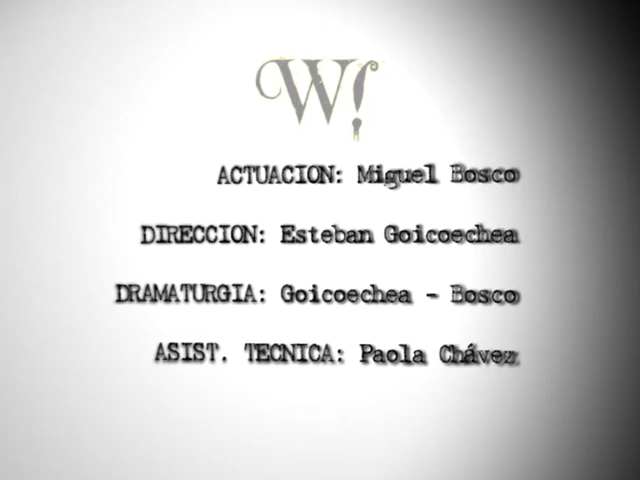 W!
ACTUACION: Miguel Bosco
DIRECCION: Esteban Goicoechea
DRAMATURGIA: Goicoechea - Bosco
ASIST. TECNICA: Paola Chávez